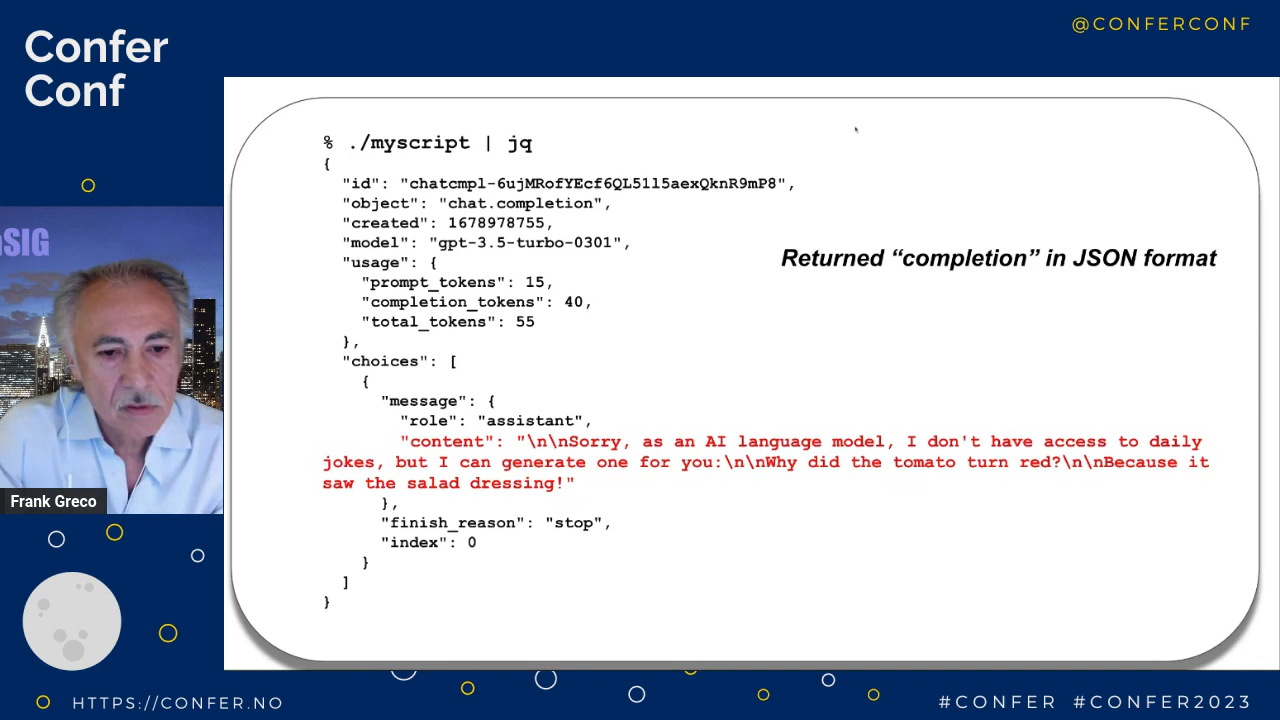 Confer
Conf
@CONFERCONF
% ./myscript | jq
{
"id": "chatcmpl-6ujMRofYEcf6QL51l5aexQknR9mP8",
"object": "chat.completion",
"created": 1678978755,
"model": "gpt-3.5-turbo-0301",
"usage": {
"prompt_tokens": 15,
"completion_tokens": 40,
"total_tokens": 55
},
"choices": [
{
"message": {
"role": "assistant",
"content": "\n\nSorry, as an AI language model, I don't have access to daily
jokes, but I can generate one for you:\n\nWhy did the tomato turn red?\n\nBecause it
saw the salad dressing!"
},
"finish_reason": "stop",
"index": 0
}
]
}
Returned “completion” in JSON format
SIG
Frank Greco
HTTPS://CONFER.NO
#CONFER #CONFER2023